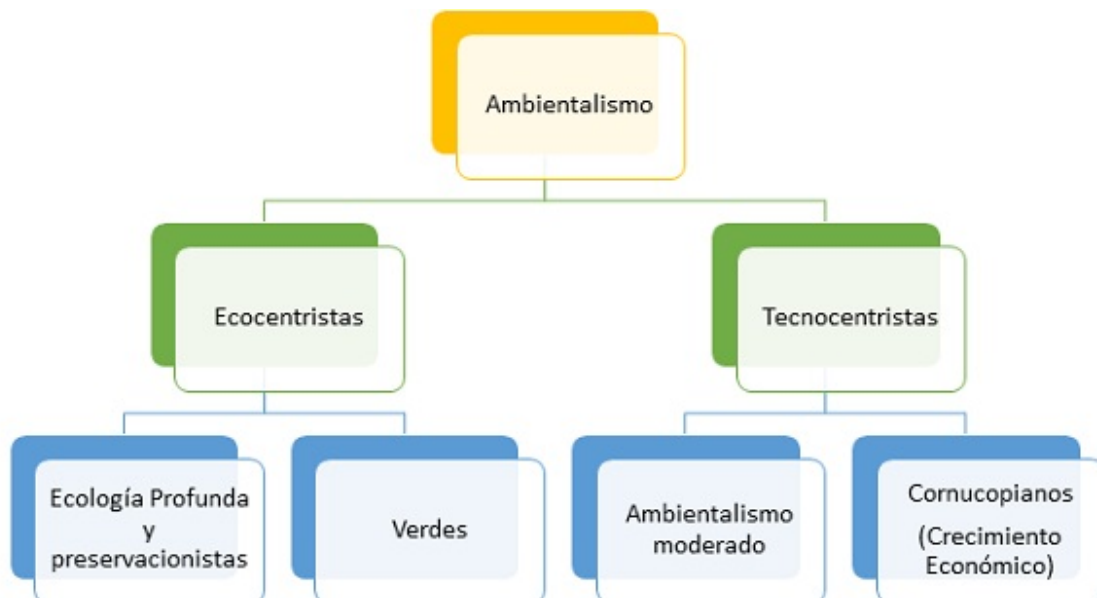 Ambientalismo
Ecocentristas
Tecnocentristas
Ecología Profunda
y
preservacionistas
Verdes
Ambientalismo
moderado
Cornucopianos
(Crecimiento
Económico)